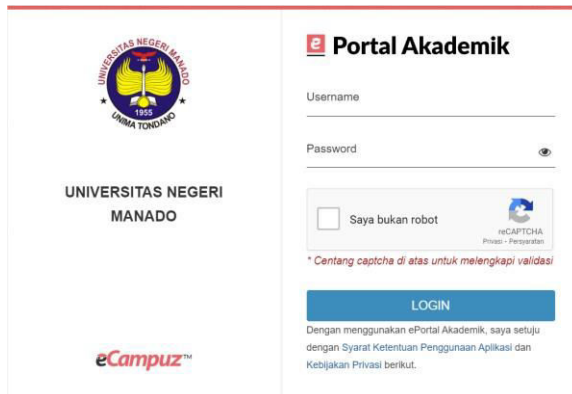 UNIVERSITAS NEGERI MANADO
1955
UNIMA TONDANO
UNIVERSITAS NEGERI
MANADO
eCampuz™
e Portal Akademik
Username
Password
Saya bukan robot
reCAPTCHA
Privasi - Persyaratan
* Centang captcha di atas untuk melengkapi validasi
LOGIN
Dengan menggunakan ePortal Akademik, saya setuju
dengan Syarat Ketentuan Penggunaan Aplikasi dan
Kebijakan Privasi berikut.